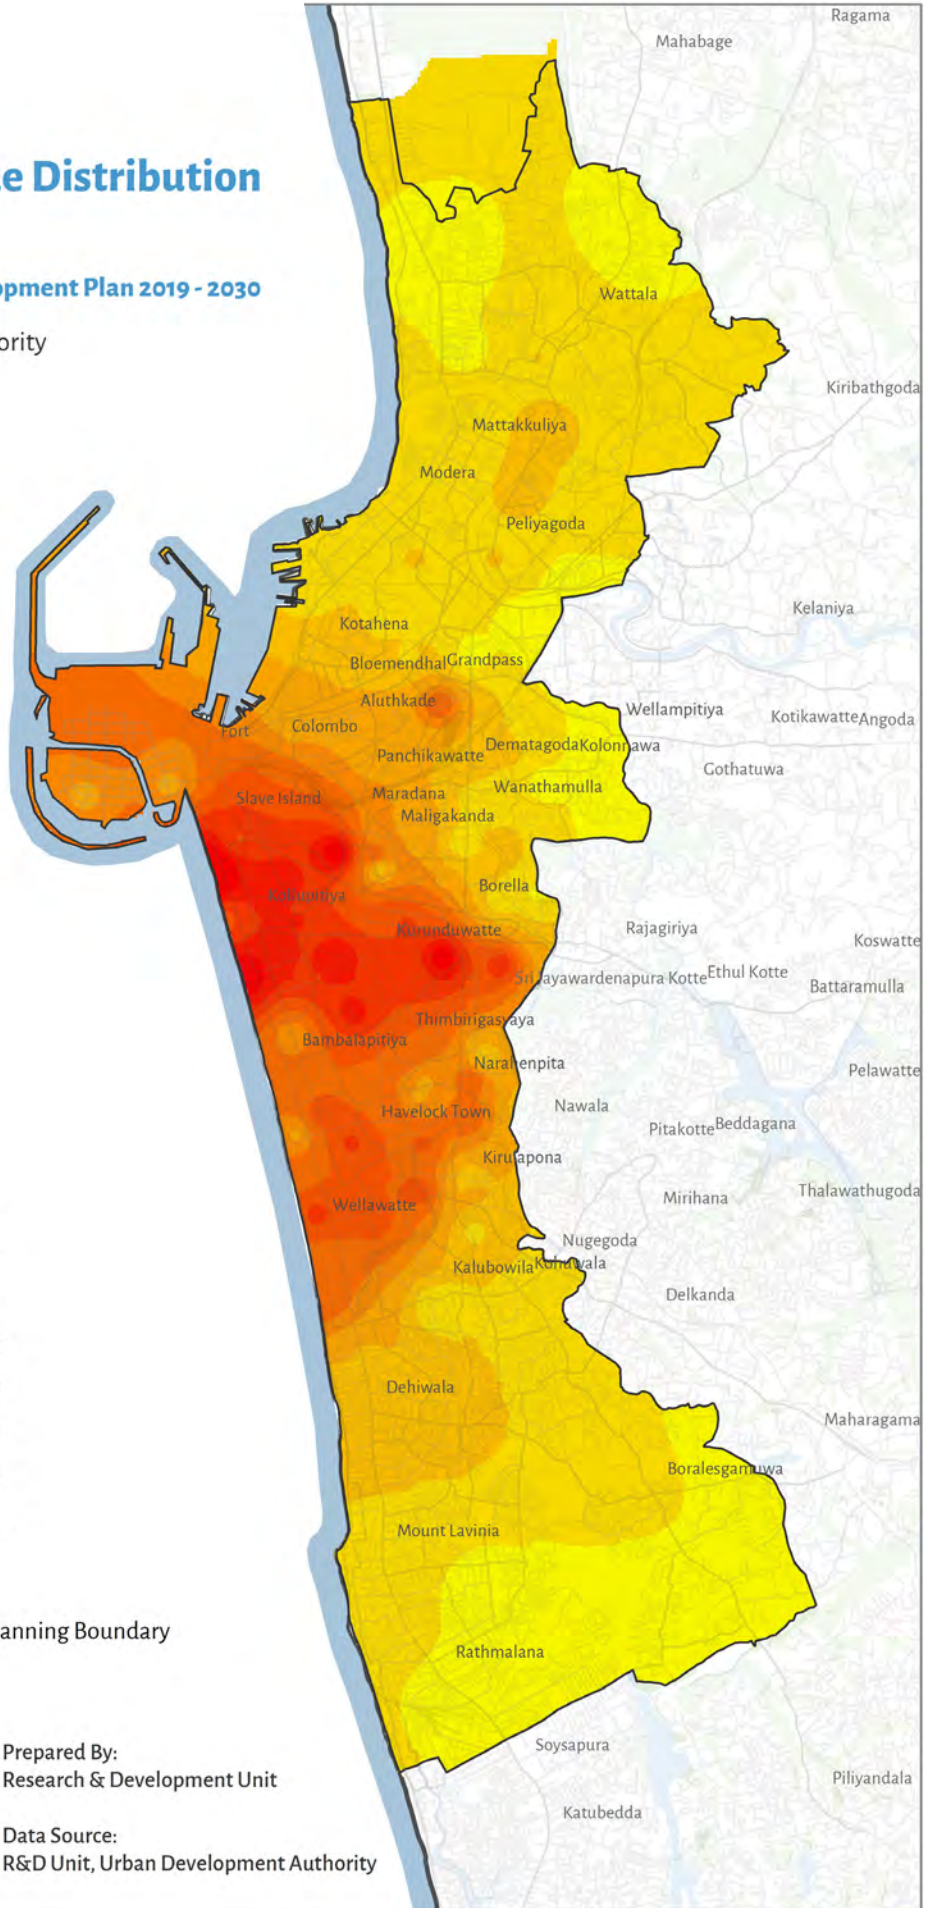 Ragama
Mahabage
e Distribution
opment Plan 2019 - 2030
Wattala
ority
Kiribathgoda
Mattakkuliya
Modera
Peliyagoda
Kelaniya
Kotahena
Bloemendhal Grandpass
Aluthkade
Wellampitiya
Kotikawatte Angoda
Fort
Colombo
Dematagoda Kolonnawa
Panchikawatte
Gothatuwa
Wanathamulla
Slave Island
Maradana
Maligakanda
Borella
Kollupitiya
Kurunduwatte
Rajagiriya
Koswatte
Sri Jayawardenapura Kotte Ethul Kotte
Battaramulla
Thimbirigasyaya
Bambalapitiya
Narahenpita
Pelawatte
Nawala
Havelock Town
Pitakotte Beddagana
Kirulapona
Mirihana
Thalawathugoda
Wellawatte
Nugegoda
Kalubowila Kohuwala
Delkanda
Dehiwala
Maharagama
Boralesgamuwa
Mount Lavinia
anning Boundary
Rathmalana
Soysapura
Prepared By:
Research & Development Unit
Piliyandala
Katubedda
Data Source:
R&D Unit, Urban Development Authority